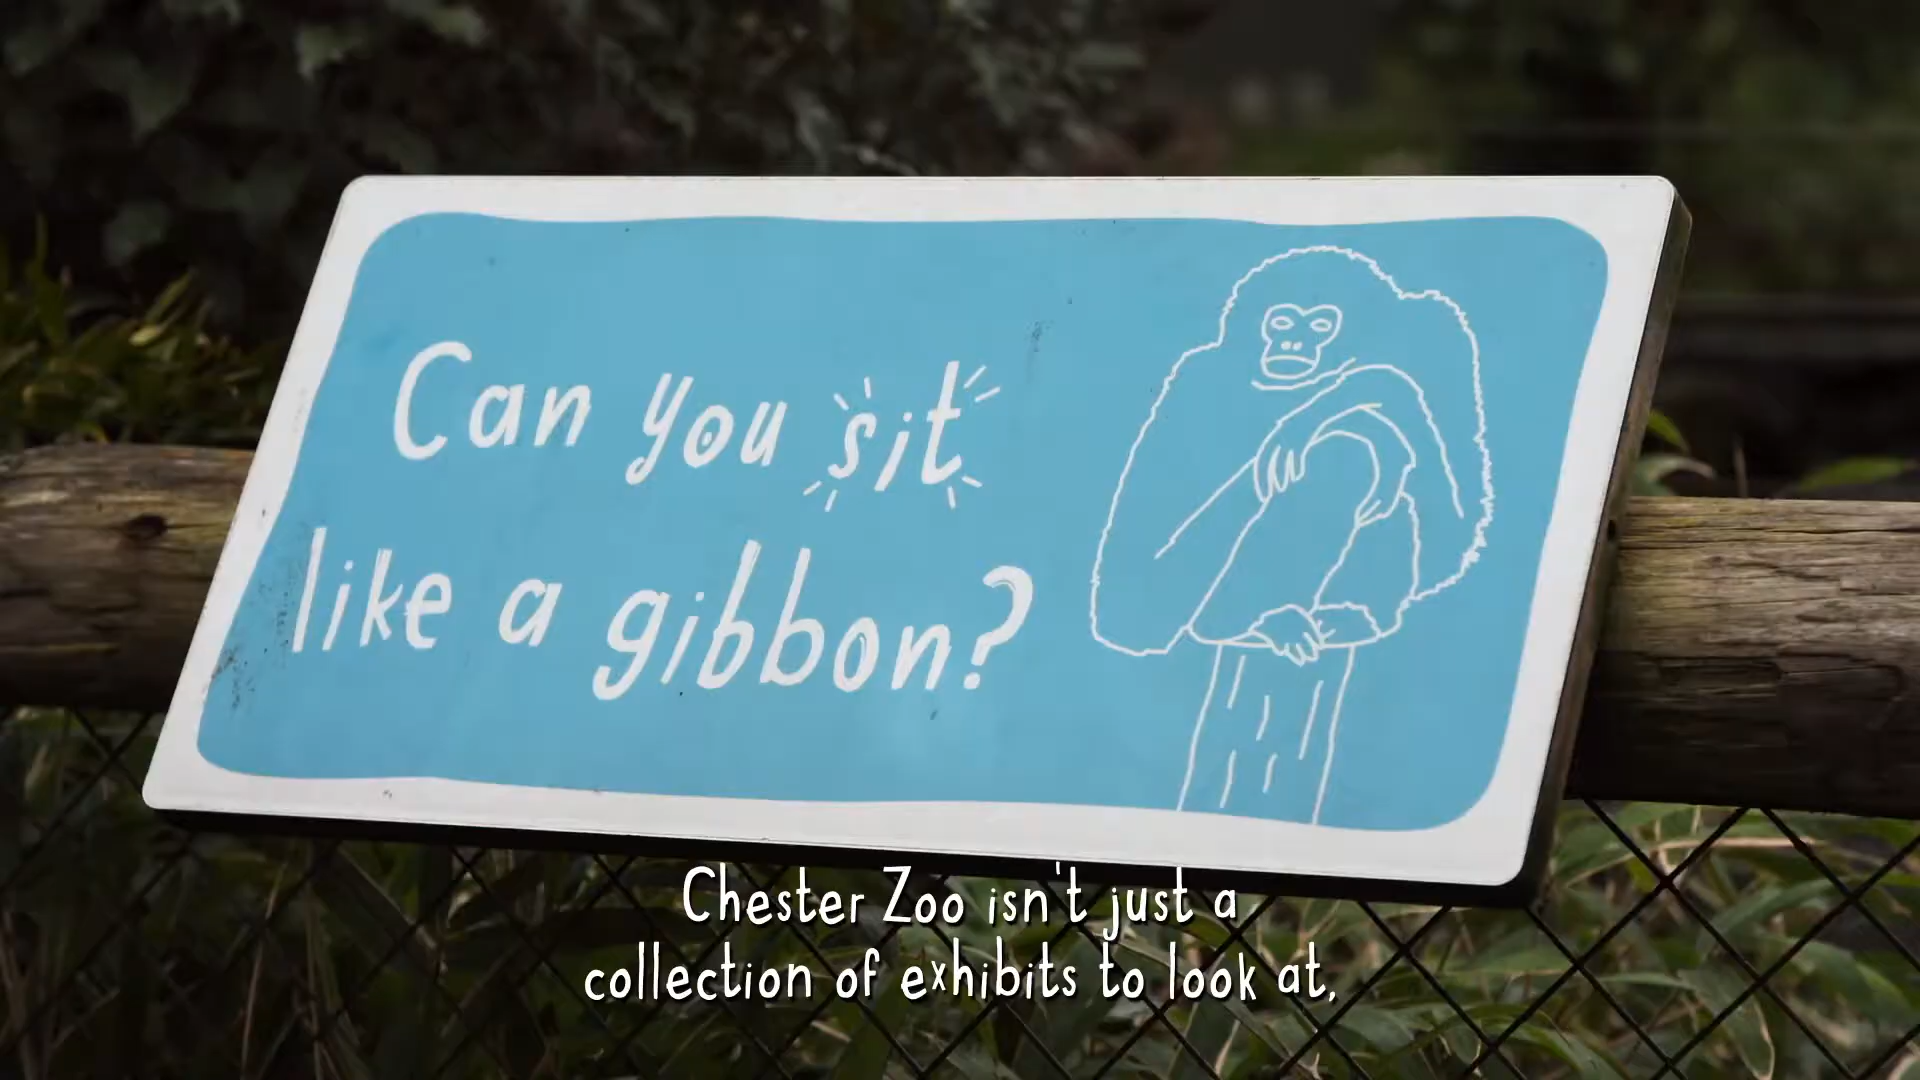 Can you sit
like a gibbon?
Chester Zoo isn't just a
collection of exhibits to look at,